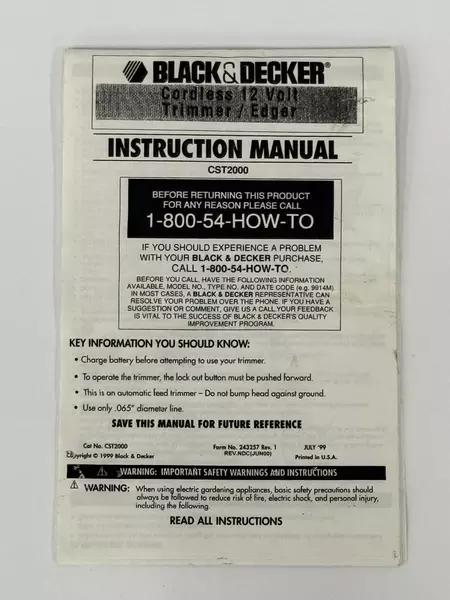 BLACK&DECKER®
Cordless 12 Volt
Trimmer / Edger
INSTRUCTION MANUAL
CST2000
BEFORE RETURNING THIS PRODUCT
FOR ANY REASON PLEASE CALL
1-800-54-HOW-TO
IF YOU SHOULD EXPERIENCE A PROBLEM
WITH YOUR BLACK & DECKER PURCHASE,
CALL 1-800-54-HOW-TO.
BEFORE YOU CALL, HAVE THE FOLLOWING INFORMATION
AVAILABLE, MODEL NO., TYPE NO. AND DATE CODE (e.g. 9914M)
IN MOST CASES, A BLACK & DECKER REPRESENTATIVE CAN
RESOLVE YOUR PROBLEM OVER THE PHONE. IF YOU HAVE A
SUGGESTION OR COMMENT, GIVE US A CALL.YOUR FEEDBACK
IS VITAL TO THE SUCCESS OF BLACK & DECKER'S QUALITY
IMPROVEMENT PROGRAM.
KEY INFORMATION YOU SHOULD KNOW:
• Charge battery before attempting to use your trimmer.
• To operate the trimmer, the lock out button must be pushed forward.
• This is an automatic feed trimmer – Do not bump head against ground.
• Use only .065" diameter line.
SAVE THIS MANUAL FOR FUTURE REFERENCE
Cat No. CST2000 Form No. 243257 Rev. 1 JULY '99
Copyright © 1999 Black & Decker REV.NDC(JUN00) Printed in U.S.A.
⚠ WARNING: IMPORTANT SAFETY WARNINGS AND INSTRUCTIONS
⚠ WARNING: When using electric gardening appliances, basic safety precautions should
always be followed to reduce risk of fire, electric shock, and personal injury,
including the following.
READ ALL INSTRUCTIONS